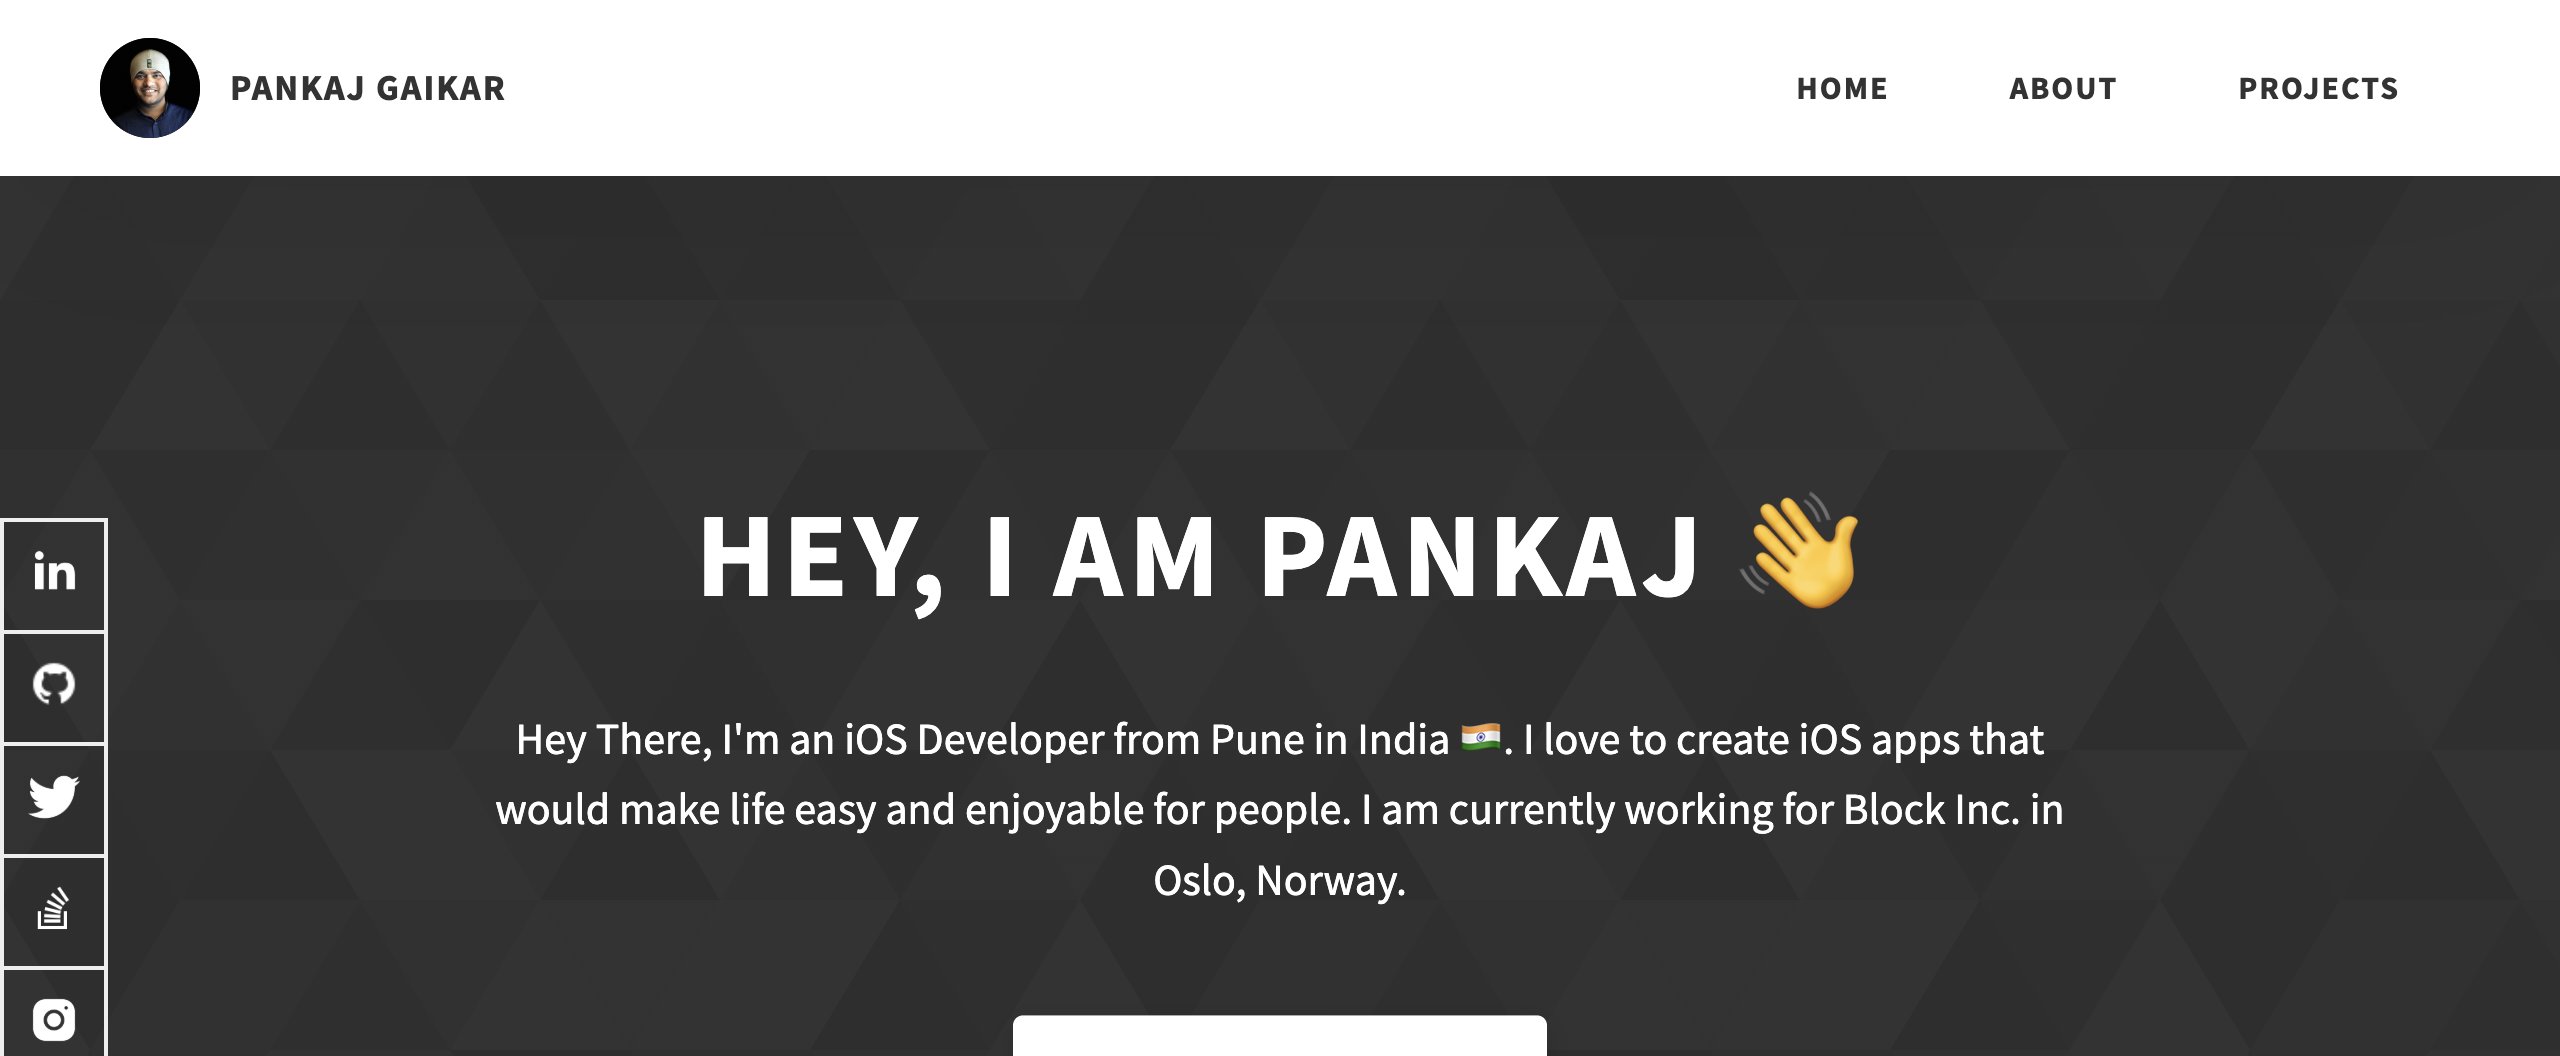 PANKAJ GAIKAR
HOME ABOUT PROJECTS
HEY, I AM PANKAJ 👋
Hey There, I'm an iOS Developer from Pune in India 🇮🇳. I love to create iOS apps that
would make life easy and enjoyable for people. I am currently working for Block Inc. in
Oslo, Norway.
in